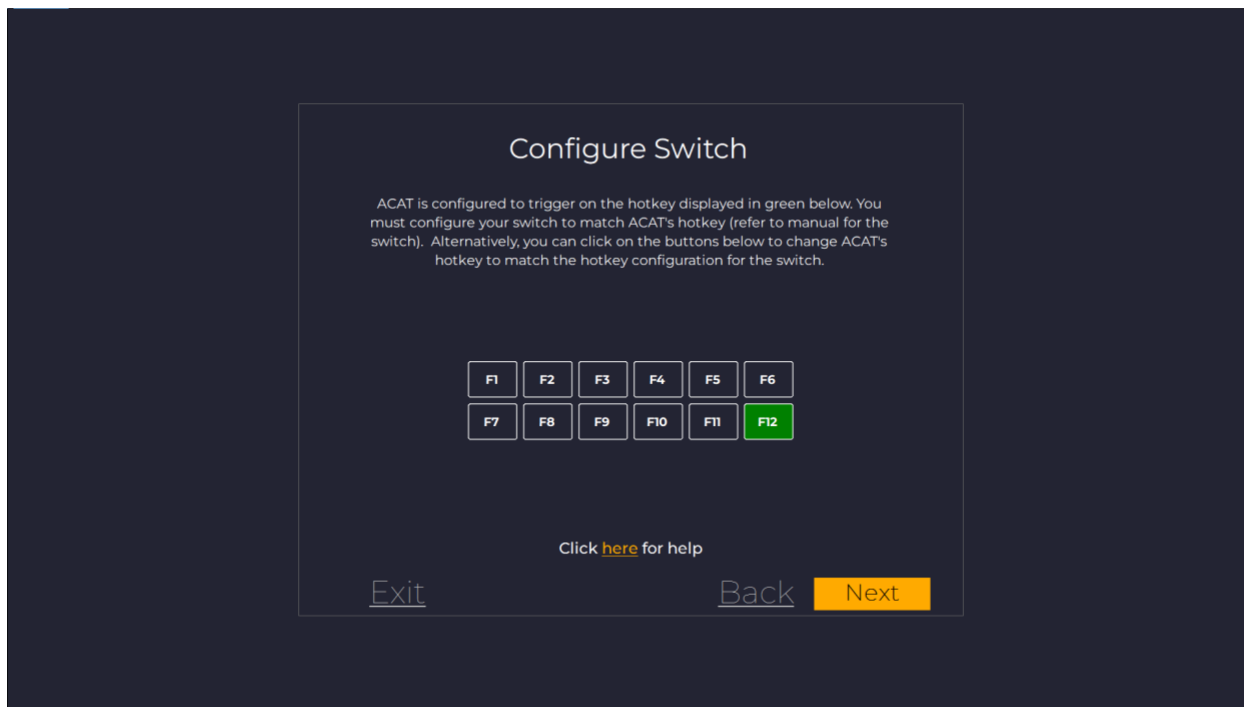 Configure Switch
ACAT is configured to trigger on the hotkey displayed in green below. You
must configure your switch to match ACAT's hotkey (refer to manual for the
switch).  Alternatively, you can click on the buttons below to change ACAT's
hotkey to match the hotkey configuration for the switch.
F1 F2 F3 F4 F5 F6
F7 F8 F9 F10 F11 F12
Click here for help
Exit Back Next